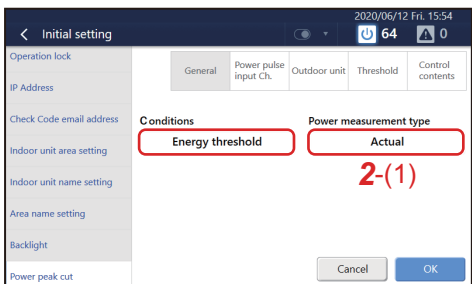 2020/06/12 Fri. 15:54
Initial setting 64 0
Operation lock
IP Address
Check Code email address
Indoor unit area setting
Indoor unit name setting
Area name setting
Backlight
Power peak cut
General
Power pulse
input Ch.
Outdoor unit
Threshold
Control
contents
Conditions
Power measurement type
Energy threshold
Actual
2-(1)
Cancel
OK